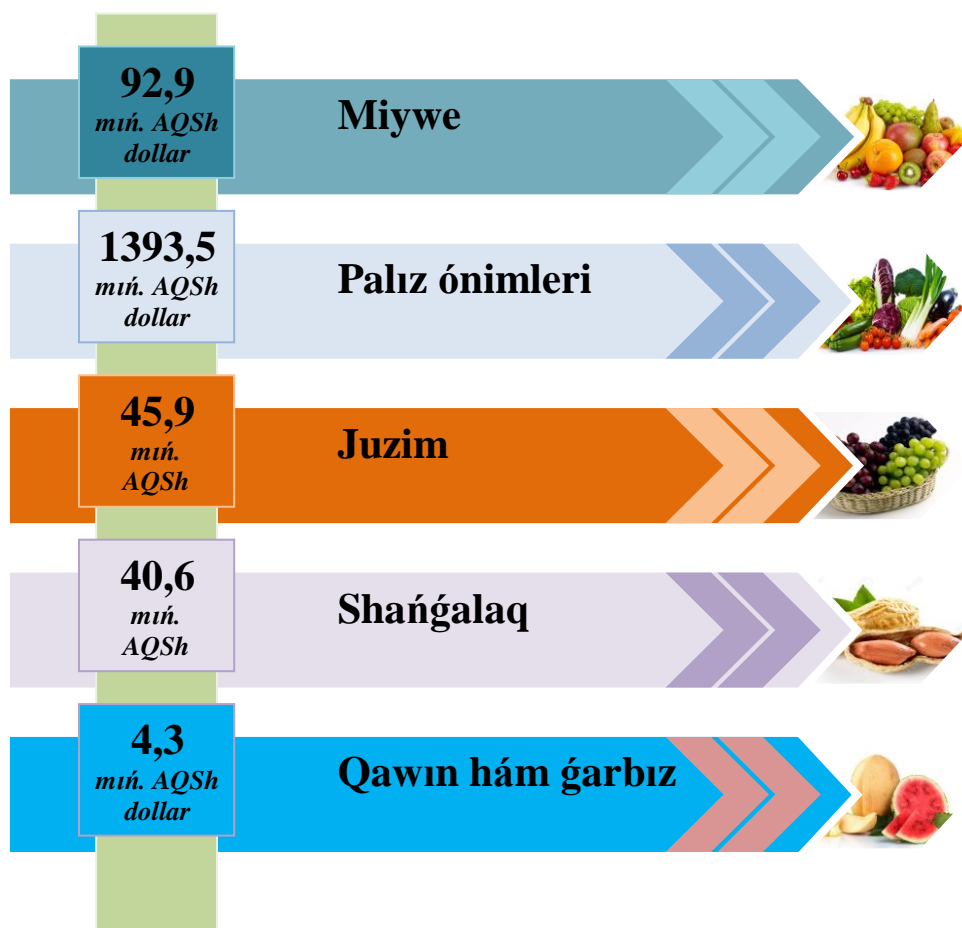 92,9
mıń. AQSh
dollar
Miywe
1393,5
mıń. AQSh
dollar
Palız ónimleri
45,9
mıń.
AQSh
Juzim
40,6
mıń.
AQSh
Shańǵalaq
4,3
mıń. AQSh
dollar
Qawın hám ǵarbız